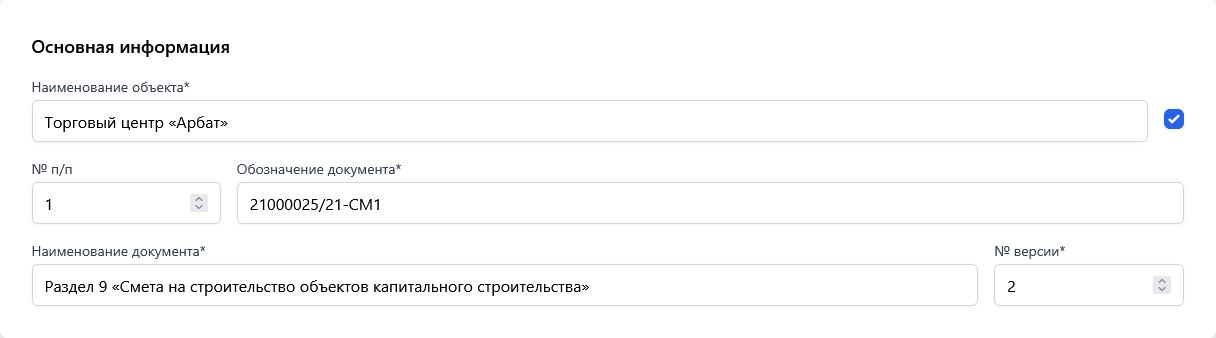 Основная информация
Наименование объекта*
Торговый центр «Арбат»
№ п/п
Обозначение документа*
1
21000025/21-СМ1
Наименование документа*
№ версии*
Раздел 9 «Смета на строительство объектов капитального строительства»
2